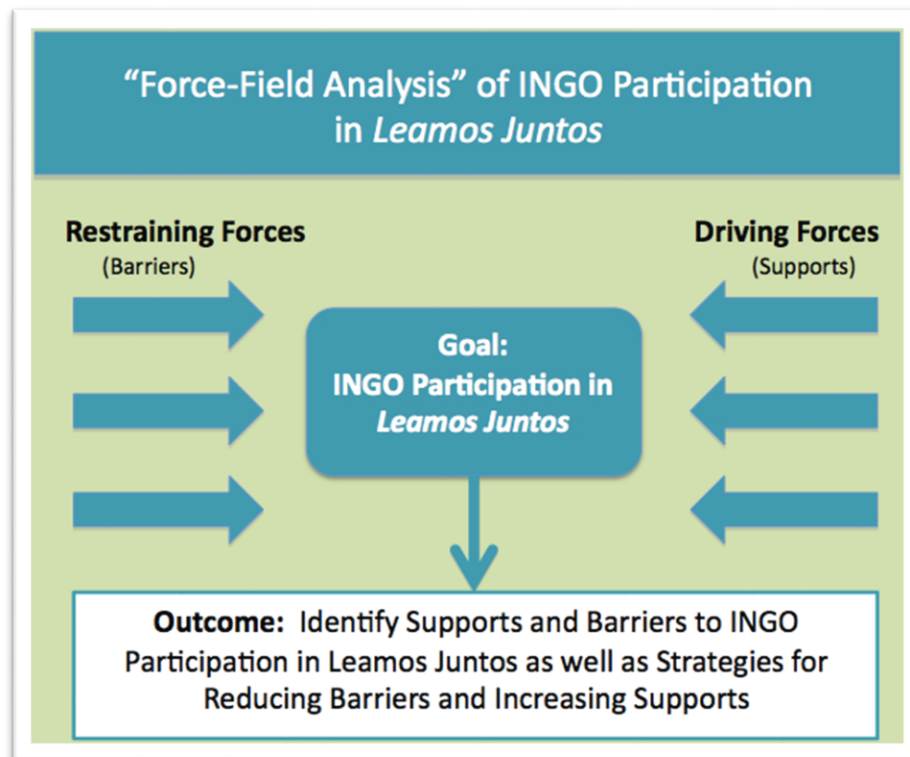 “Force-Field Analysis” of INGO Participation
in Leamos Juntos
Restraining Forces
(Barriers)
Driving Forces
(Supports)
Goal:
INGO Participation in
Leamos Juntos
Outcome: Identify Supports and Barriers to INGO
Participation in Leamos Juntos as well as Strategies for
Reducing Barriers and Increasing Supports